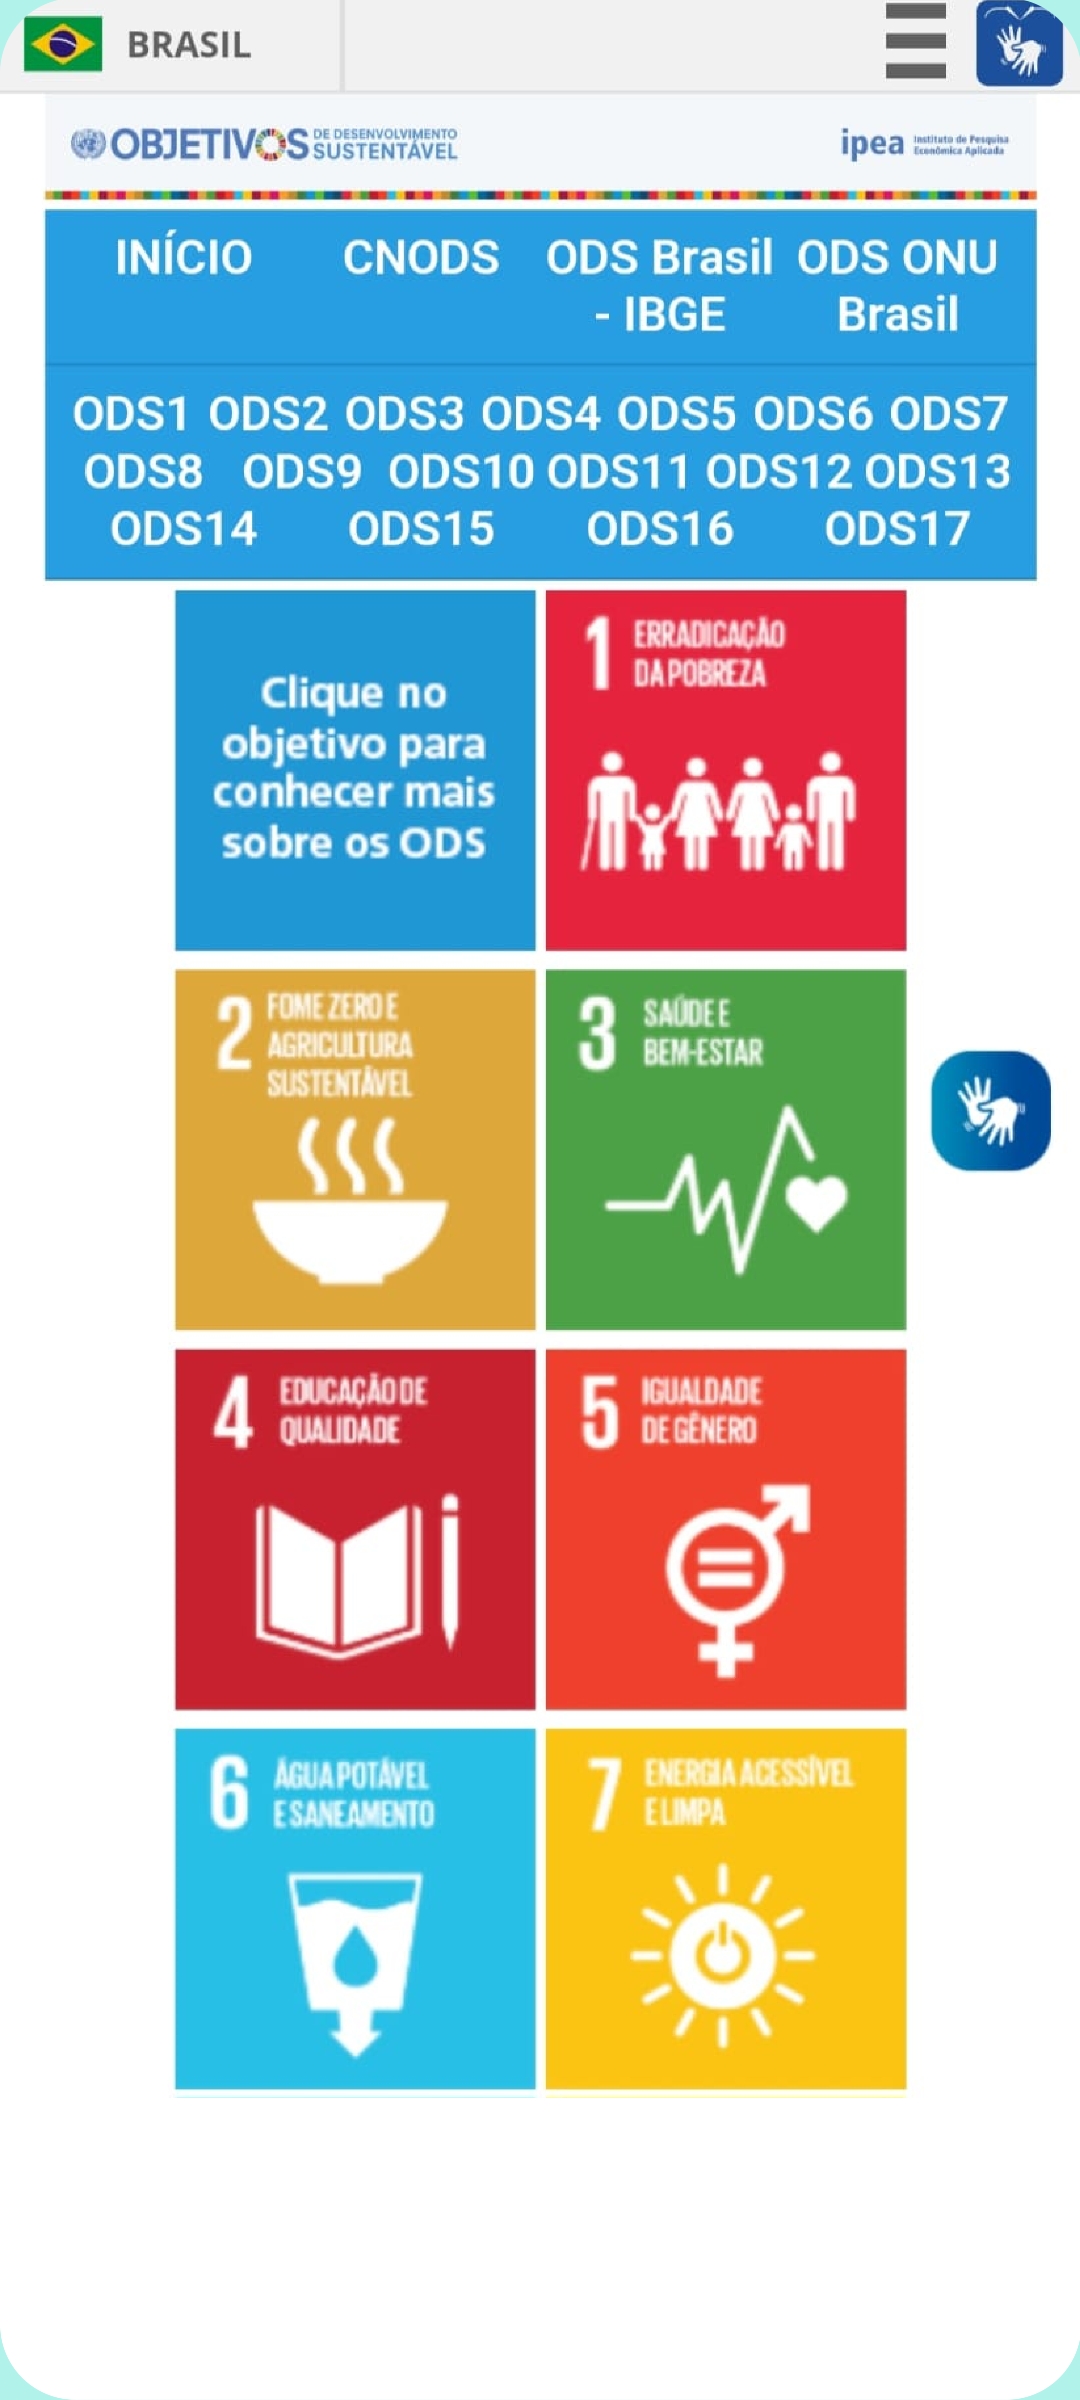 BRASIL
OBJETIVOS DE DESENVOLVIMENTO
SUSTENTÁVEL
ipea Instituto de Pesquisa
Econômica Aplicada
INÍCIO CNODS ODS Brasil ODS ONU
- IBGE Brasil
ODS1 ODS2 ODS3 ODS4 ODS5 ODS6 ODS7
ODS8 ODS9 ODS10 ODS11 ODS12 ODS13
ODS14 ODS15 ODS16 ODS17
Clique no
objetivo para
conhecer mais
sobre os ODS
1 ERRADICAÇÃO
DA POBREZA
2 FOME ZERO E
AGRICULTURA
SUSTENTÁVEL
3 SAÚDE E
BEM-ESTAR
4 EDUCAÇÃO DE
QUALIDADE
5 IGUALDADE
DE GÊNERO
6 ÁGUA POTÁVEL
E SANEAMENTO
7 ENERGIA ACESSÍVEL
E LIMPA